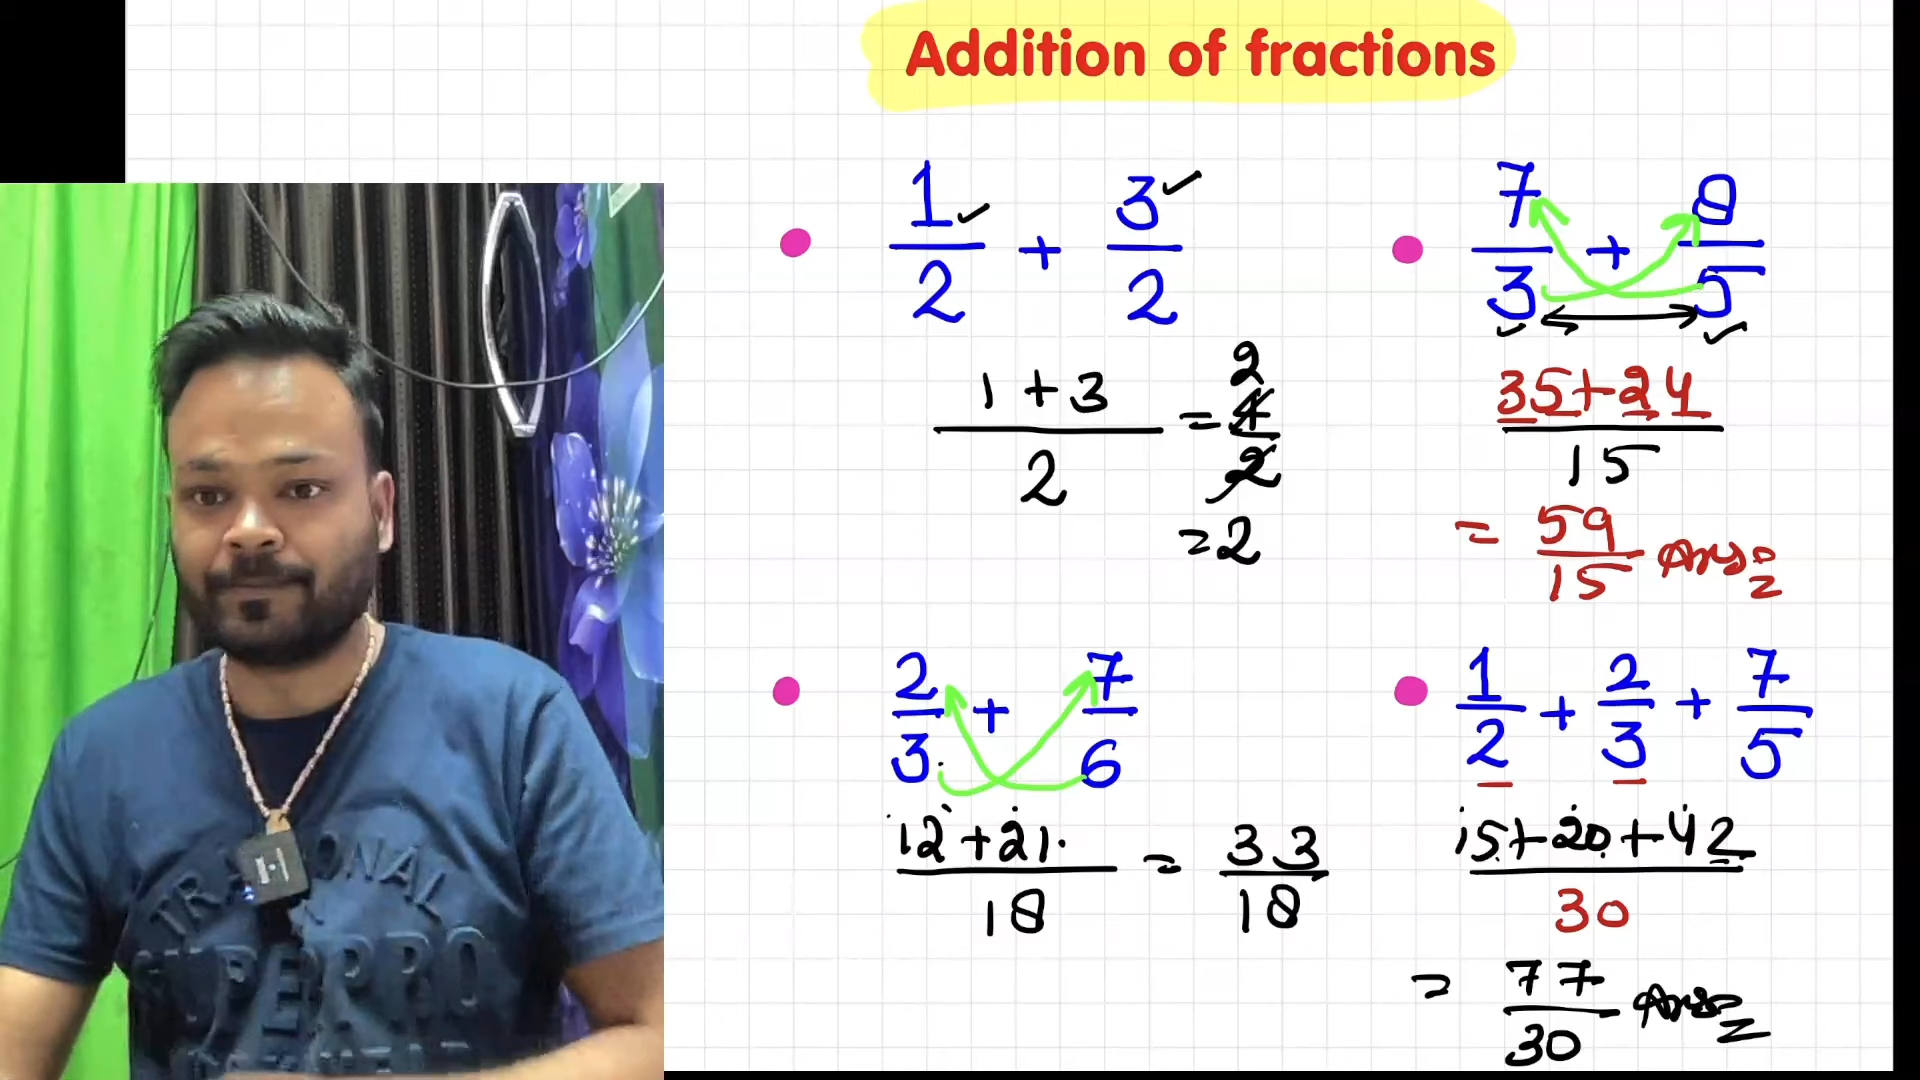 Addition of fractions
1/2 + 3/2
(1 + 3)/2 = 4/2 2
= 2
7/3 + 8/5
(35 + 24)/15
= 59/15 Ans
2/3 + 7/6
(12 + 21)/18 = 33/18
1/2 + 2/3 + 7/5
(15 + 20 + 42)/30
= 77/30 Ans
TRADITIONAL